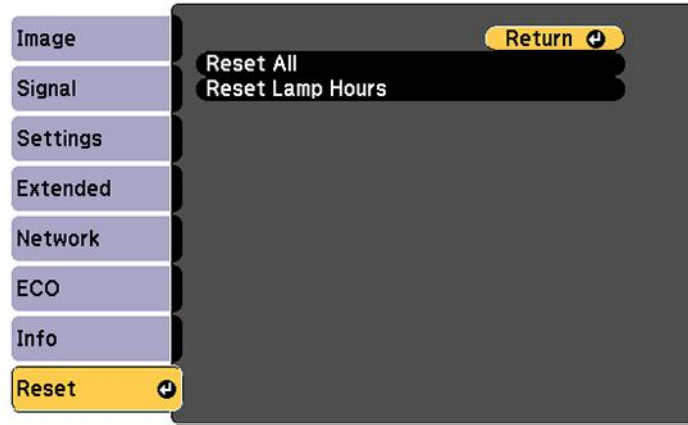 Image
Signal
Settings
Extended
Network
ECO
Info
Reset
Return
Reset All
Reset Lamp Hours